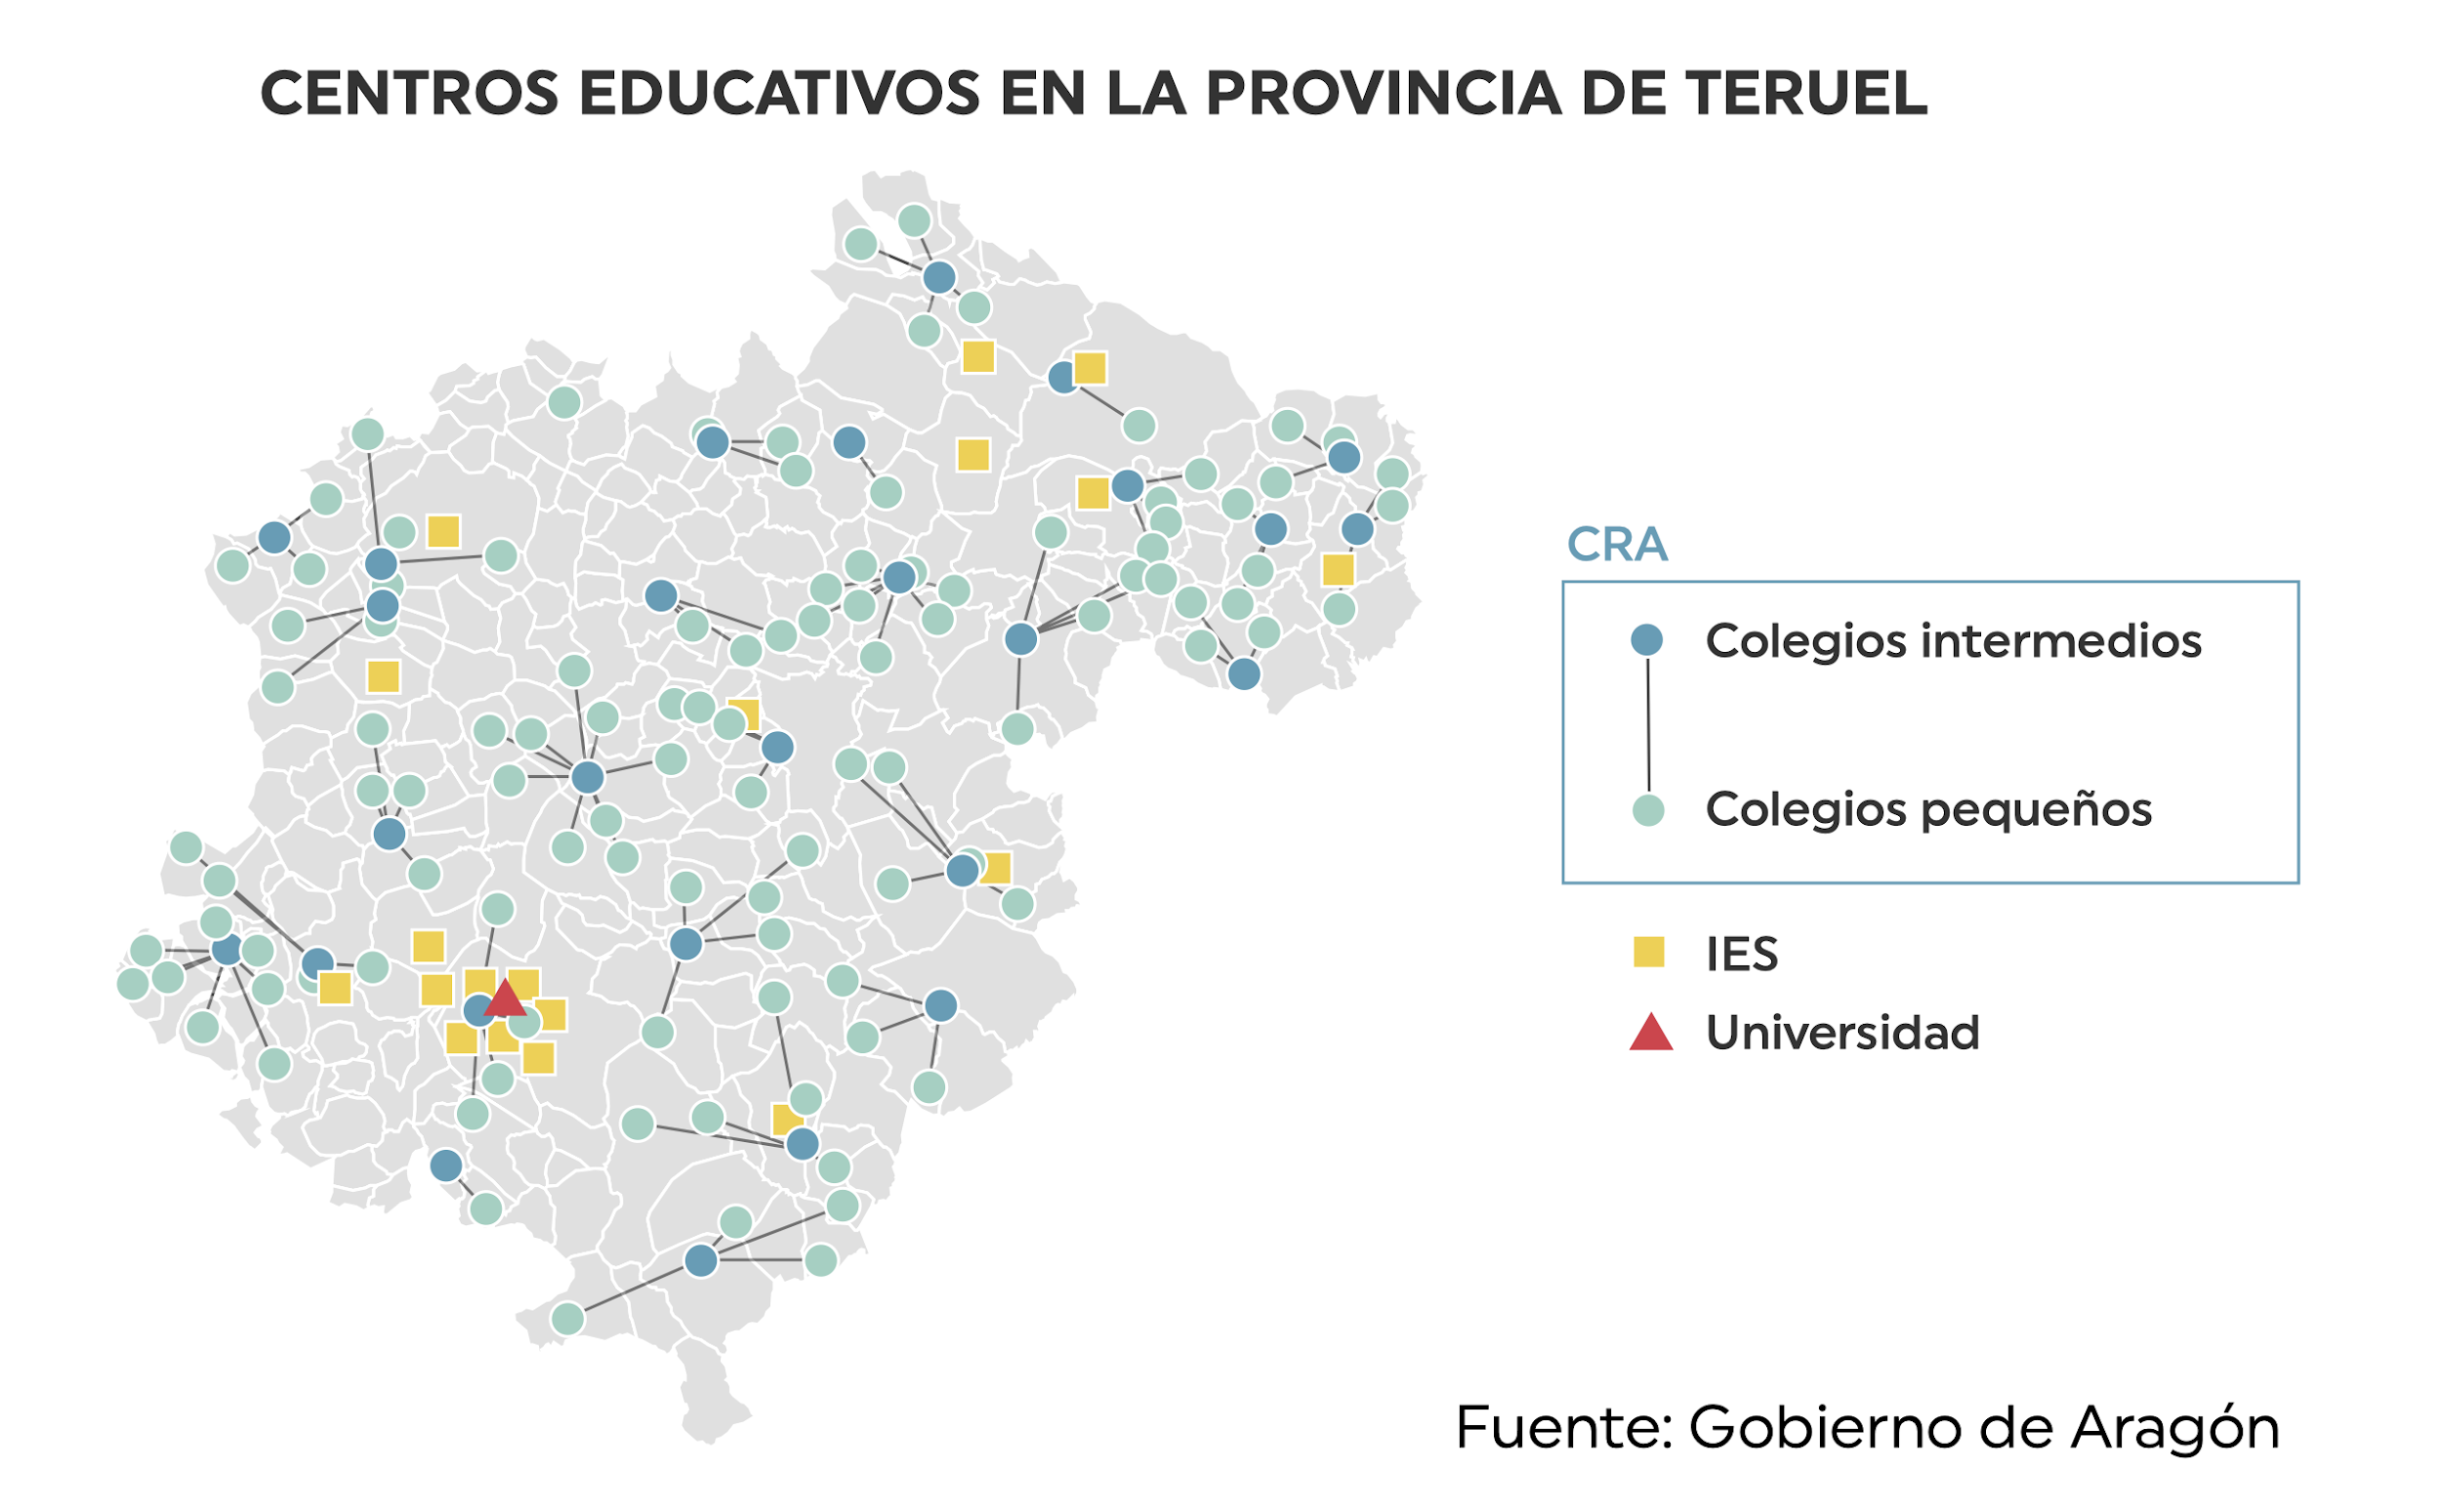 CENTROS EDUCATIVOS EN LA PROVINCIA DE TERUEL
CRA
Colegios intermedios
Colegios pequeños
IES
Universidad
Fuente: Gobierno de Aragón